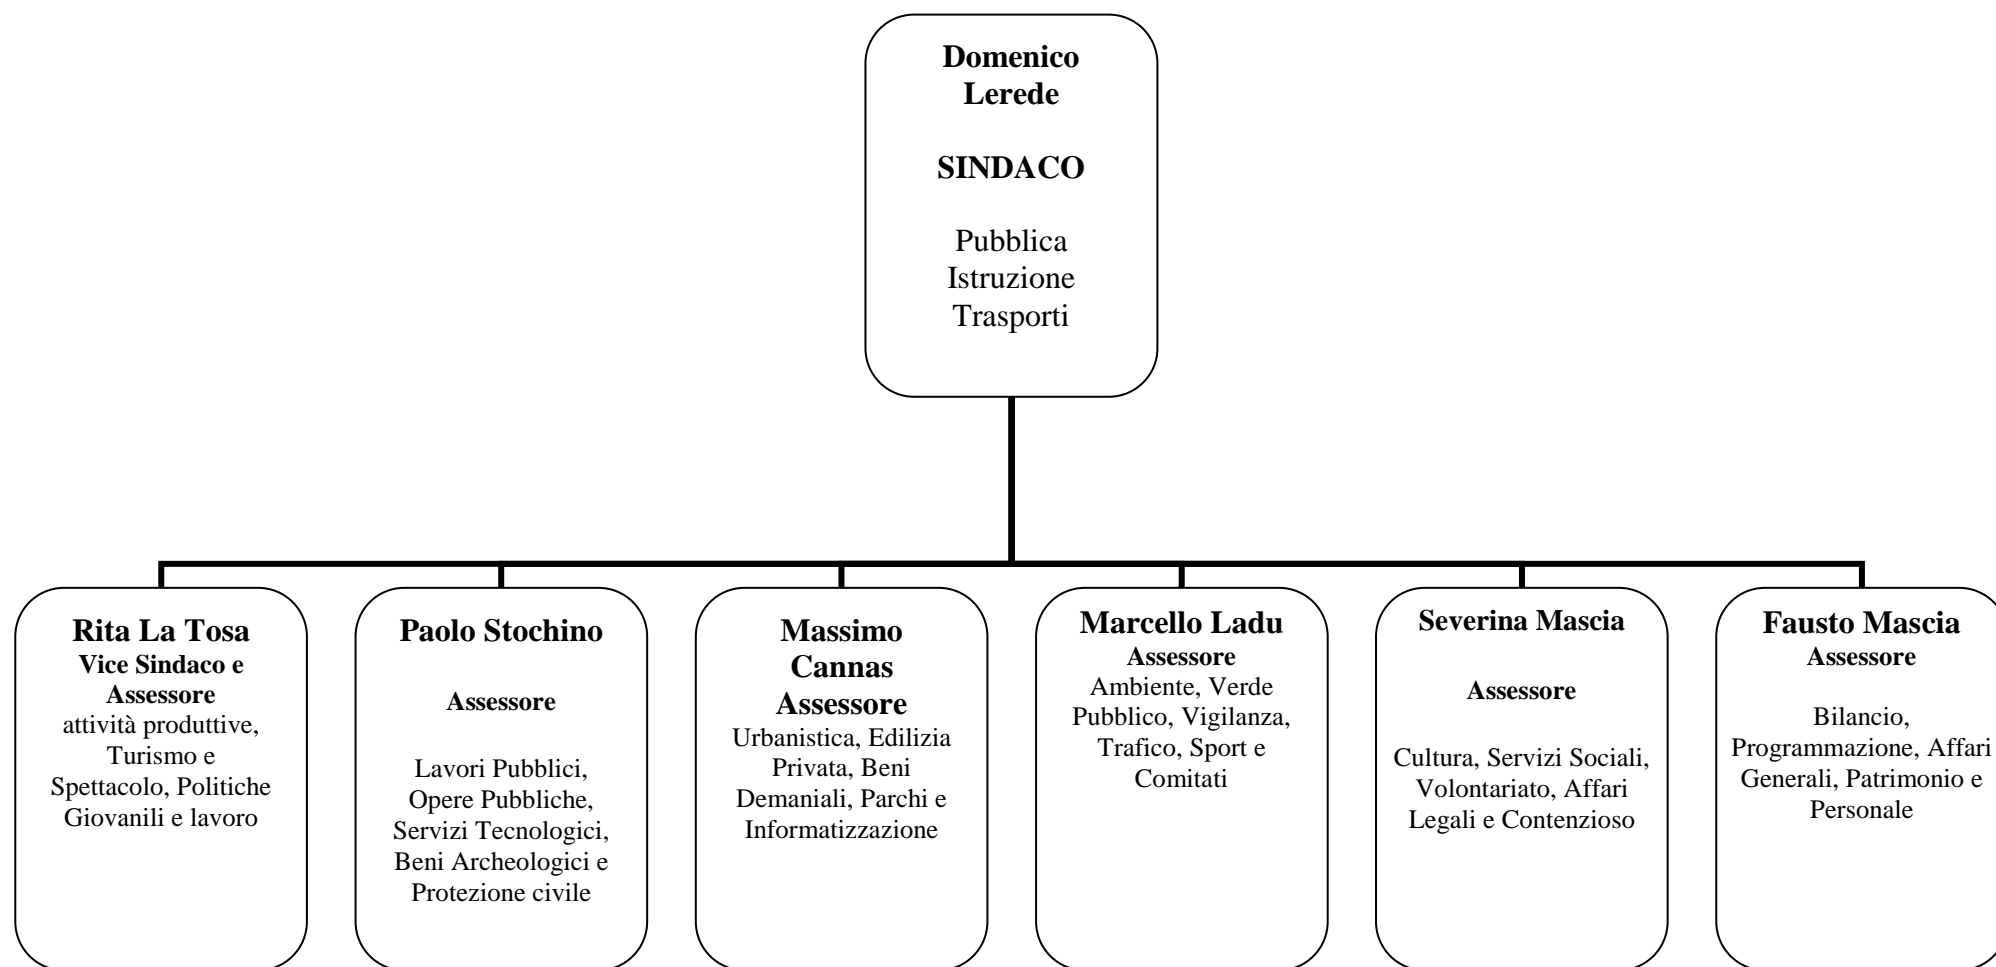 Domenico
Lerede
SINDACO
Pubblica
Istruzione
Trasporti
Rita La Tosa
Vice Sindaco e
Assessore
attività produttive,
Turismo e
Spettacolo, Politiche
Giovanili e lavoro
Paolo Stochino
Assessore
Lavori Pubblici,
Opere Pubbliche,
Servizi Tecnologici,
Beni Archeologici e
Protezione civile
Massimo
Cannas
Assessore
Urbanistica, Edilizia
Privata, Beni
Demaniali, Parchi e
Informatizzazione
Marcello Ladu
Assessore
Ambiente, Verde
Pubblico, Vigilanza,
Trafico, Sport e
Comitati
Severina Mascia
Assessore
Cultura, Servizi Sociali,
Volontariato, Affari
Legali e Contenzioso
Fausto Mascia
Assessore
Bilancio,
Programmazione, Affari
Generali, Patrimonio e
Personale